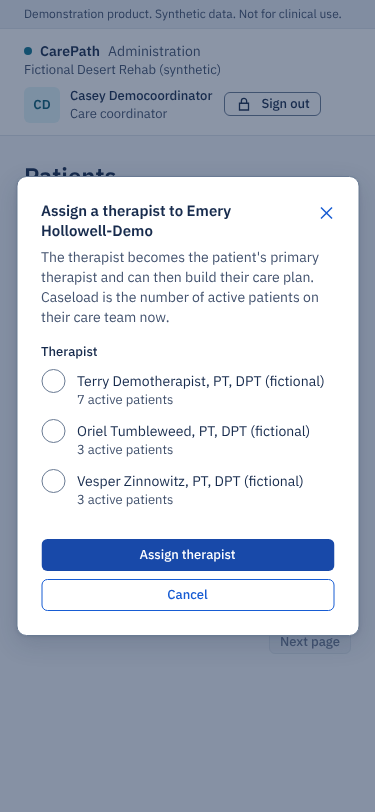 Demonstration product. Synthetic data. Not for clinical use.
CarePath Administration
Fictional Desert Rehab (synthetic)
CD
Casey Democoordinator
Care coordinator
Sign out
Patients
Assign a therapist to Emery
Hollowell-Demo
The therapist becomes the patient's primary
therapist and can then build their care plan.
Caseload is the number of active patients on
their care team now.
Therapist
Terry Demotherapist, PT, DPT (fictional)
7 active patients
Oriel Tumbleweed, PT, DPT (fictional)
3 active patients
Vesper Zinnowitz, PT, DPT (fictional)
3 active patients
Assign therapist
Cancel
Next page